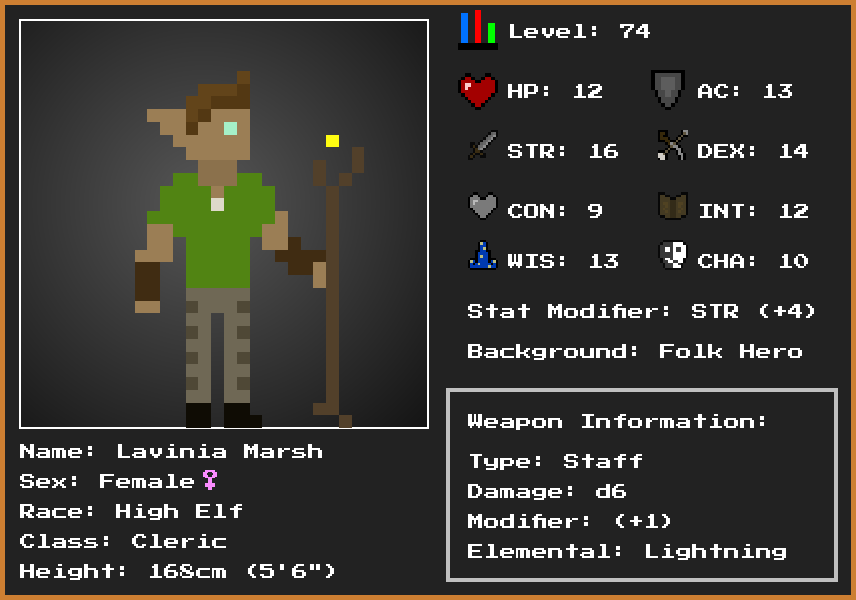 Level: 74
HP: 12 AC: 13
STR: 16 DEX: 14
CON: 9 INT: 12
WIS: 13 CHA: 10
Stat Modifier: STR (+4)
Background: Folk Hero
Weapon Information:
Type: Staff
Damage: d6
Modifier: (+1)
Elemental: Lightning
Name: Lavinia Marsh
Sex: Female♀
Race: High Elf
Class: Cleric
Height: 168cm (5'6")